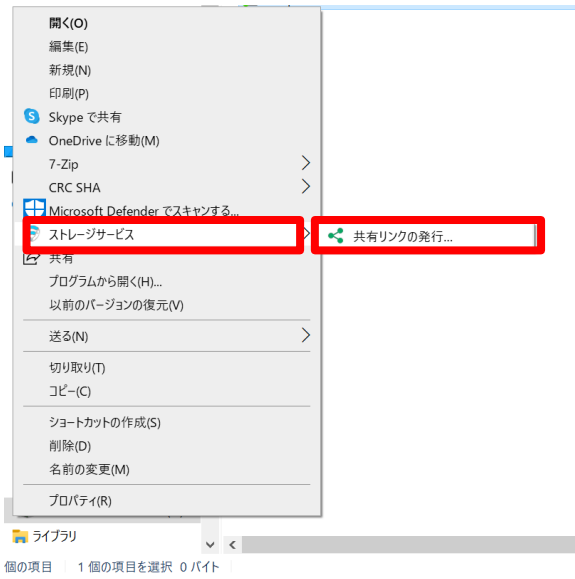 開く(O)
編集(E)
新規(N)
印刷(P)
Skype で共有
OneDrive に移動(M)
7-Zip
CRC SHA
Microsoft Defender でスキャンする...
ストレージサービス
共有リンクの発行...
共有
プログラムから開く(H)...
以前のバージョンの復元(V)
送る(N)
切り取り(T)
コピー(C)
ショートカットの作成(S)
削除(D)
名前の変更(M)
プロパティ(R)
ライブラリ
個の項目 1 個の項目を選択 0 バイト